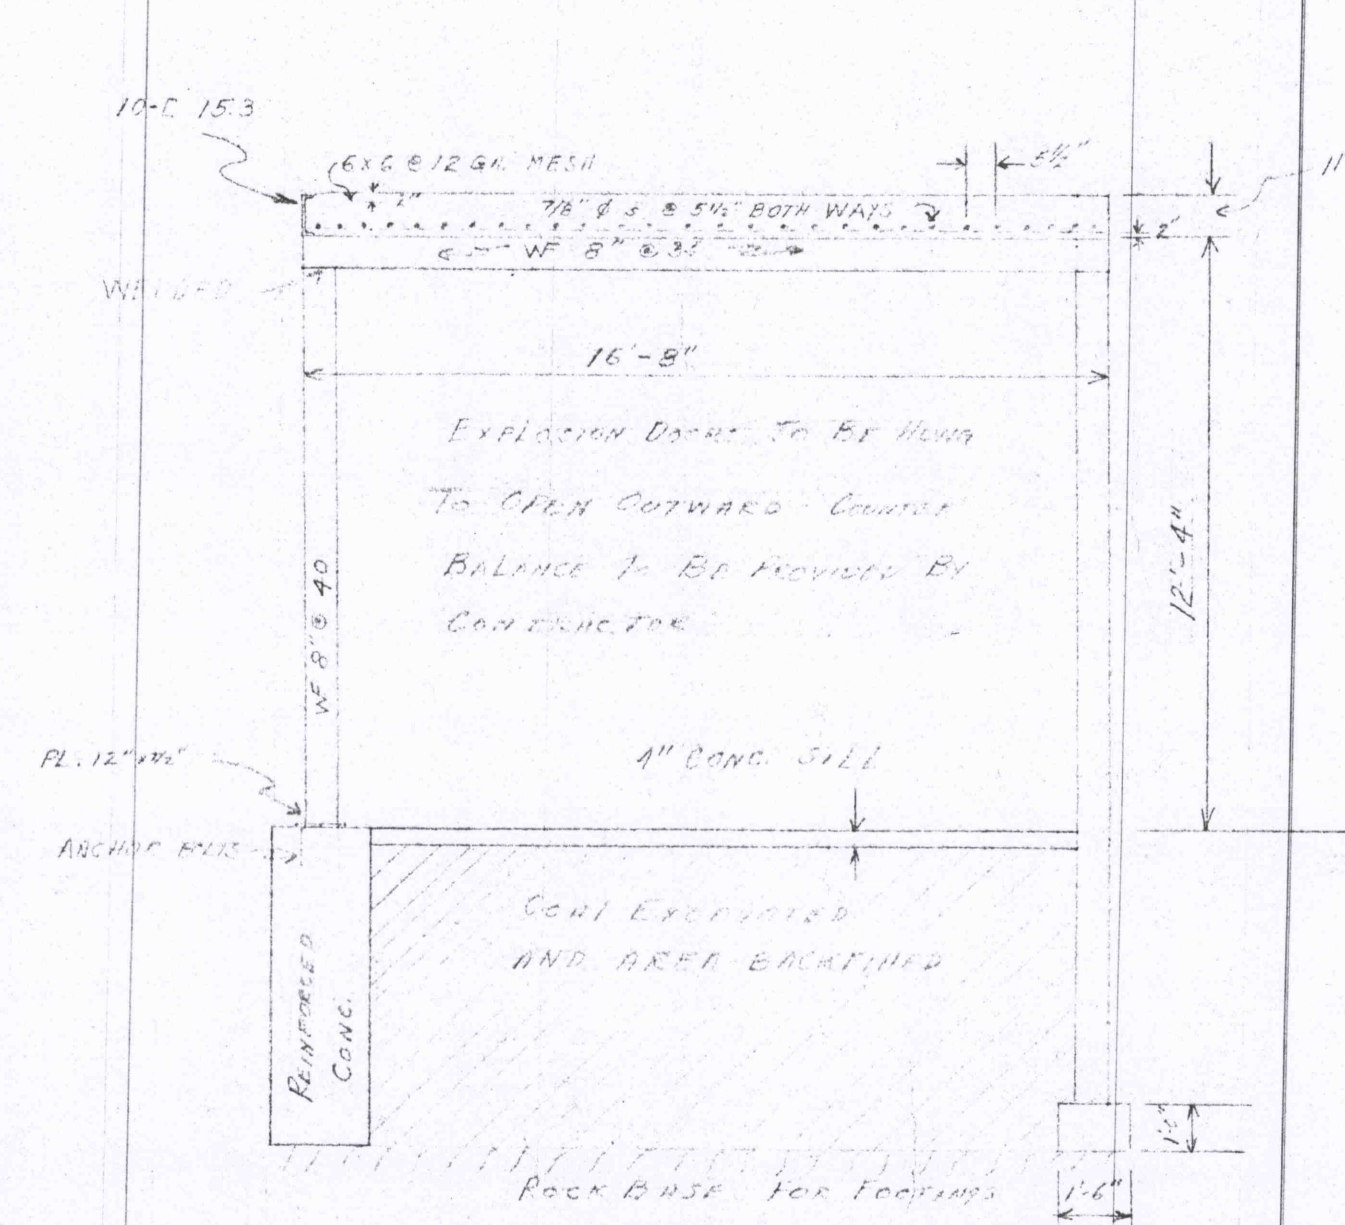 10-C 15.3
6x6 @ 12 GA. MESH
5½"
11
2"
7/8" ϕ s @ 5½" BOTH WAYS
2"
WF 8" @
WELDED
16'-8"
EXPLOSION DOORS TO BE HUNG
TO OPEN OUTWARD - COUNTER
BALANCE TO BE PROVIDED BY
CONTRACTOR
12'-4"
WF 8" @ 40
PL. 12" x ½"
4" CONC. SILL
ANCHOR BOLTS
COAL EXCAVATED
AND AREA BACKFILLED
REINFORCED
CONC.
1'-0"
ROCK BASE FOR FOOTINGS
1'-6"